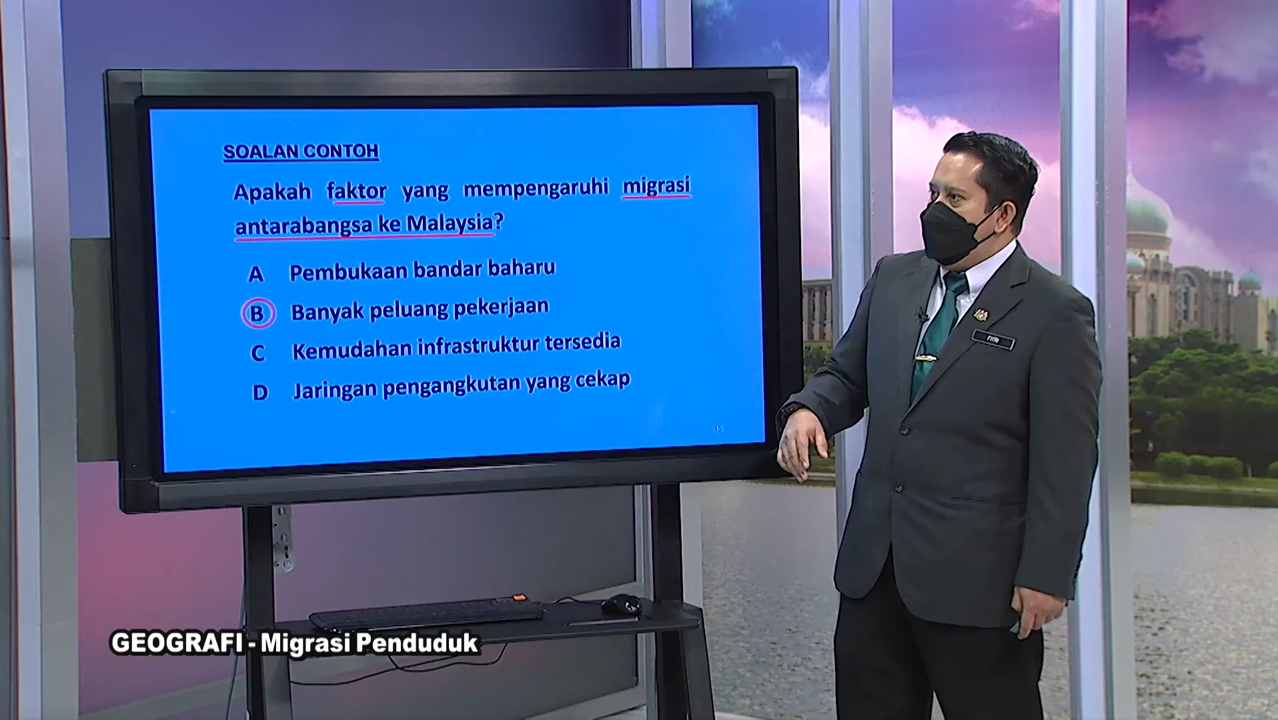 SOALAN CONTOH
Apakah faktor yang mempengaruhi migrasi
antarabangsa ke Malaysia?
A Pembukaan bandar baharu
B Banyak peluang pekerjaan
C Kemudahan infrastruktur tersedia
D Jaringan pengangkutan yang cekap
15
GEOGRAFI - Migrasi Penduduk